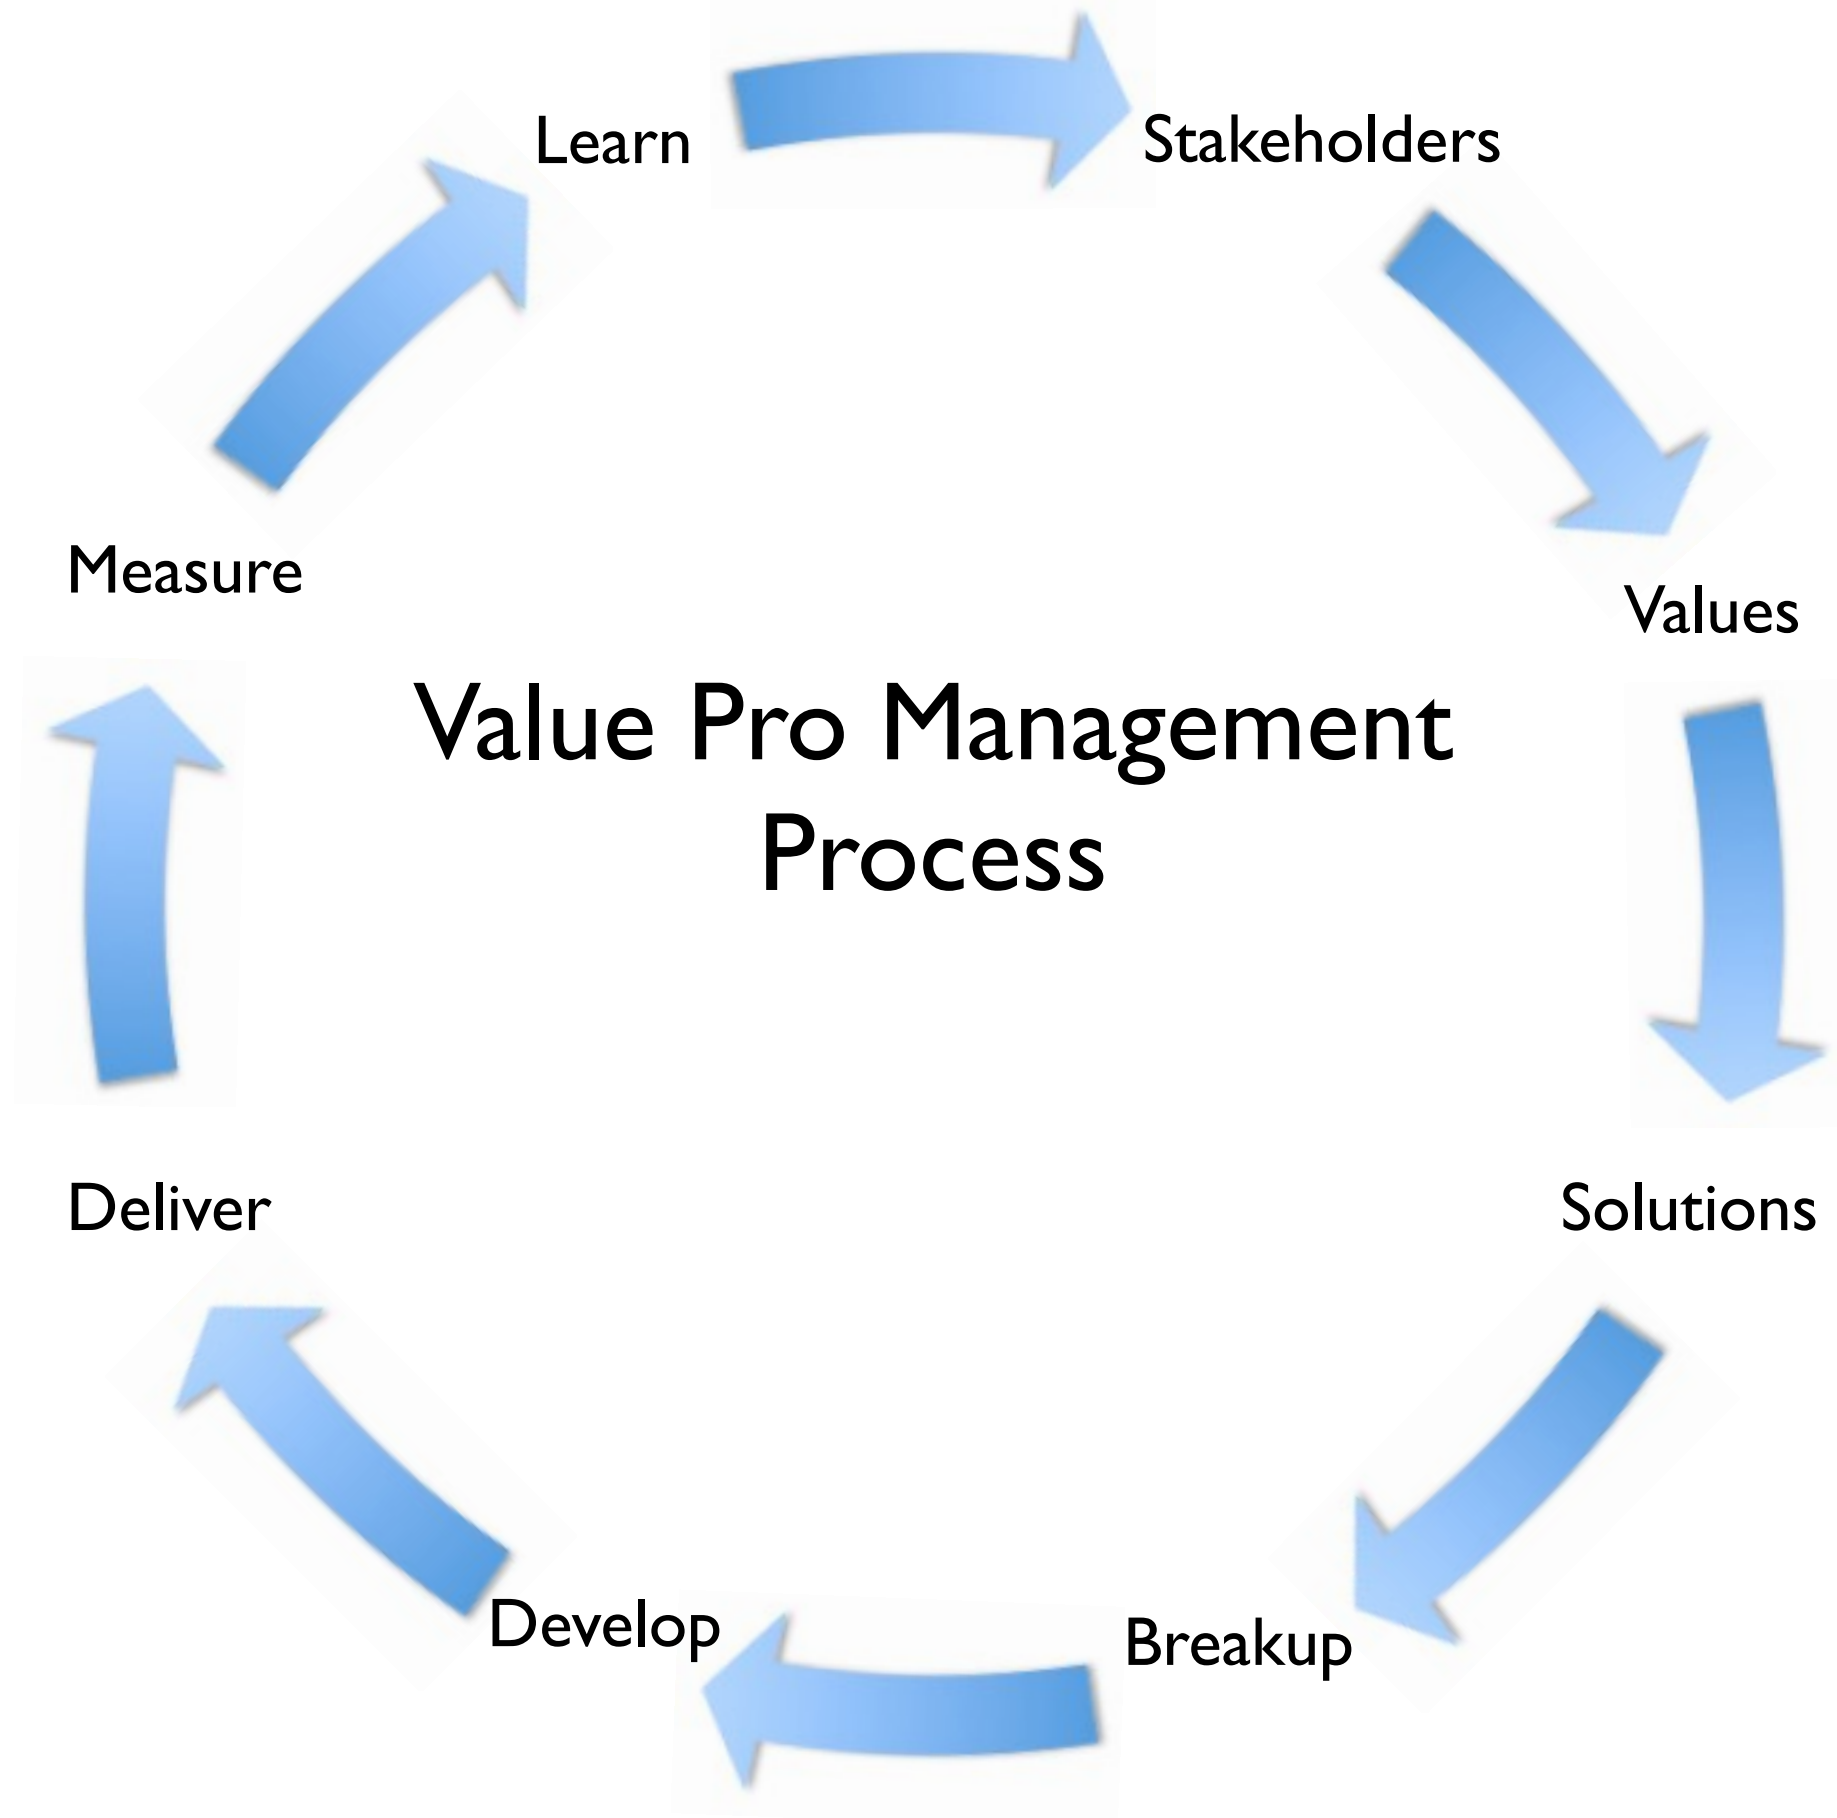 Learn
Stakeholders
Measure
Values
Value Pro Management
Process
Deliver
Solutions
Develop
Breakup